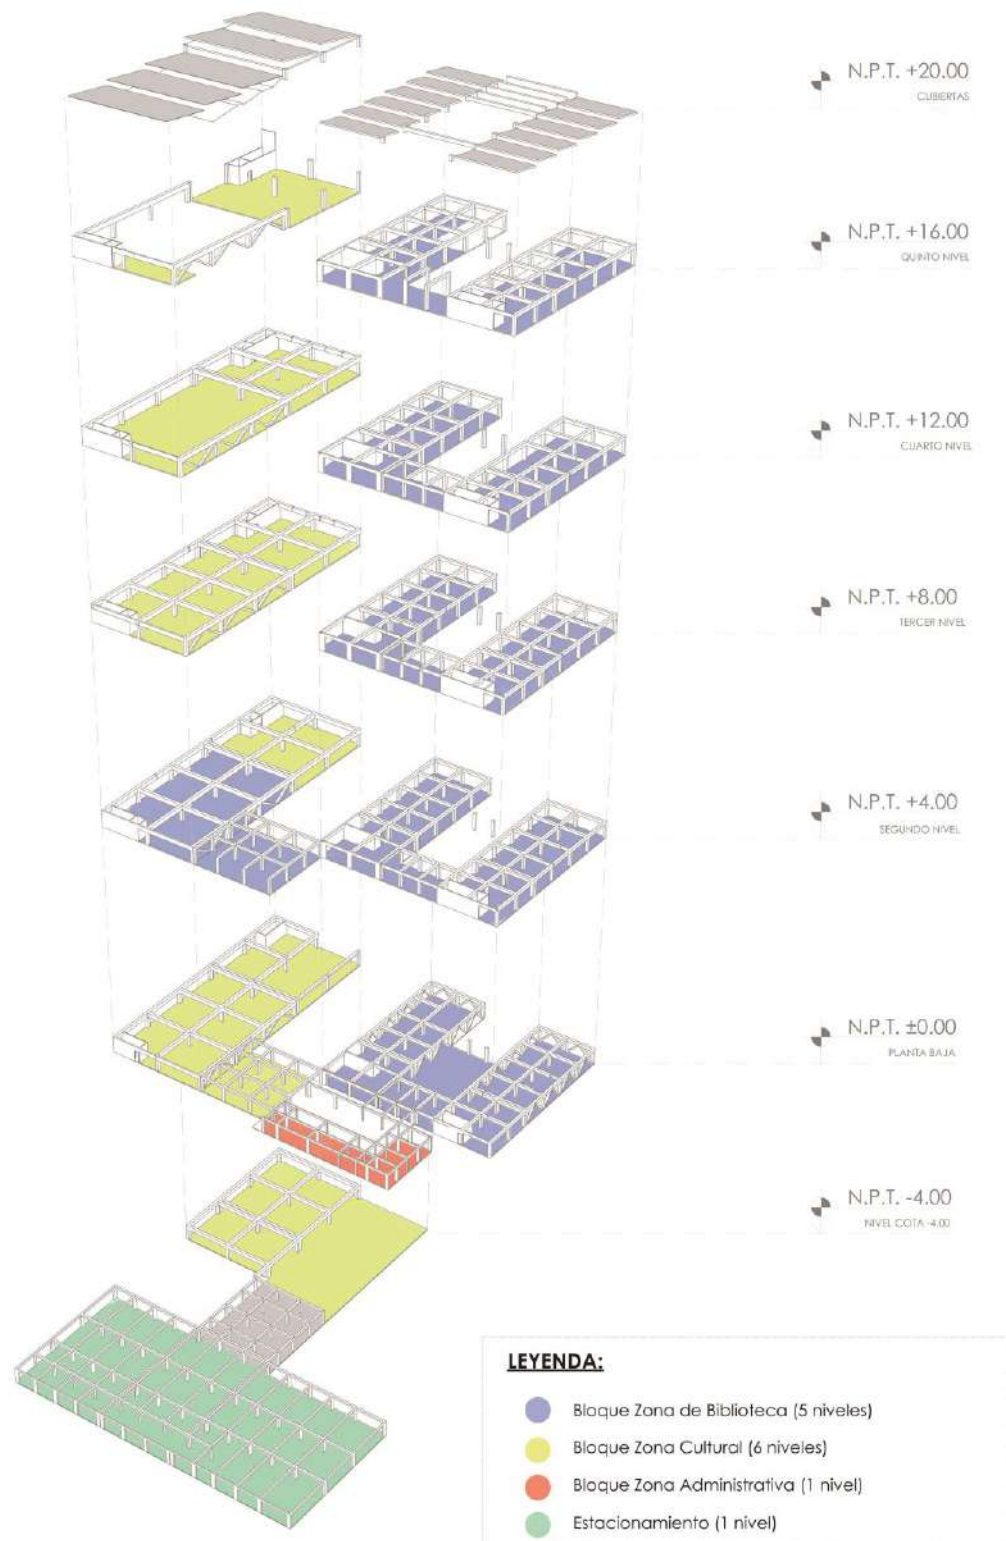 N.P.T. +20.00
CUBIERTAS
N.P.T. +16.00
QUINTO NIVEL
N.P.T. +12.00
CUARTO NIVEL
N.P.T. +8.00
TERCER NIVEL
N.P.T. +4.00
SEGUNDO NIVEL
N.P.T. ±0.00
PLANTA BAJA
N.P.T. -4.00
NIVEL COTA -4.00
LEYENDA:
Bloque Zona de Biblioteca (5 niveles)
Bloque Zona Cultural (6 niveles)
Bloque Zona Administrativa (1 nivel)
Estacionamiento (1 nivel)